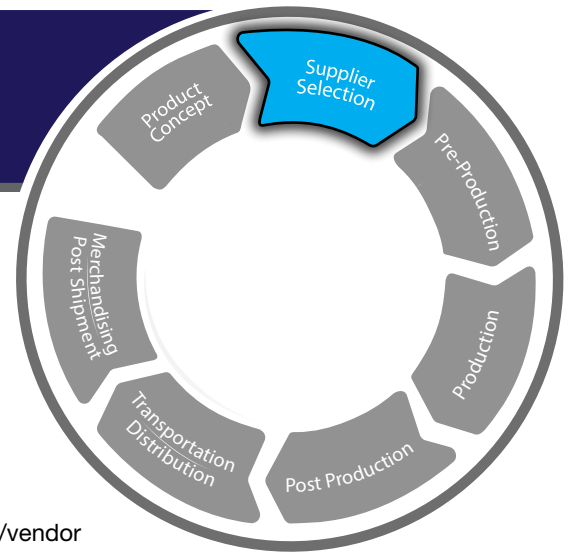 Product
Concept
Supplier
Selection
Pre-Production
Production
Post Production
Transportation
Distribution
Merchandising
Post Shipment
/vendor